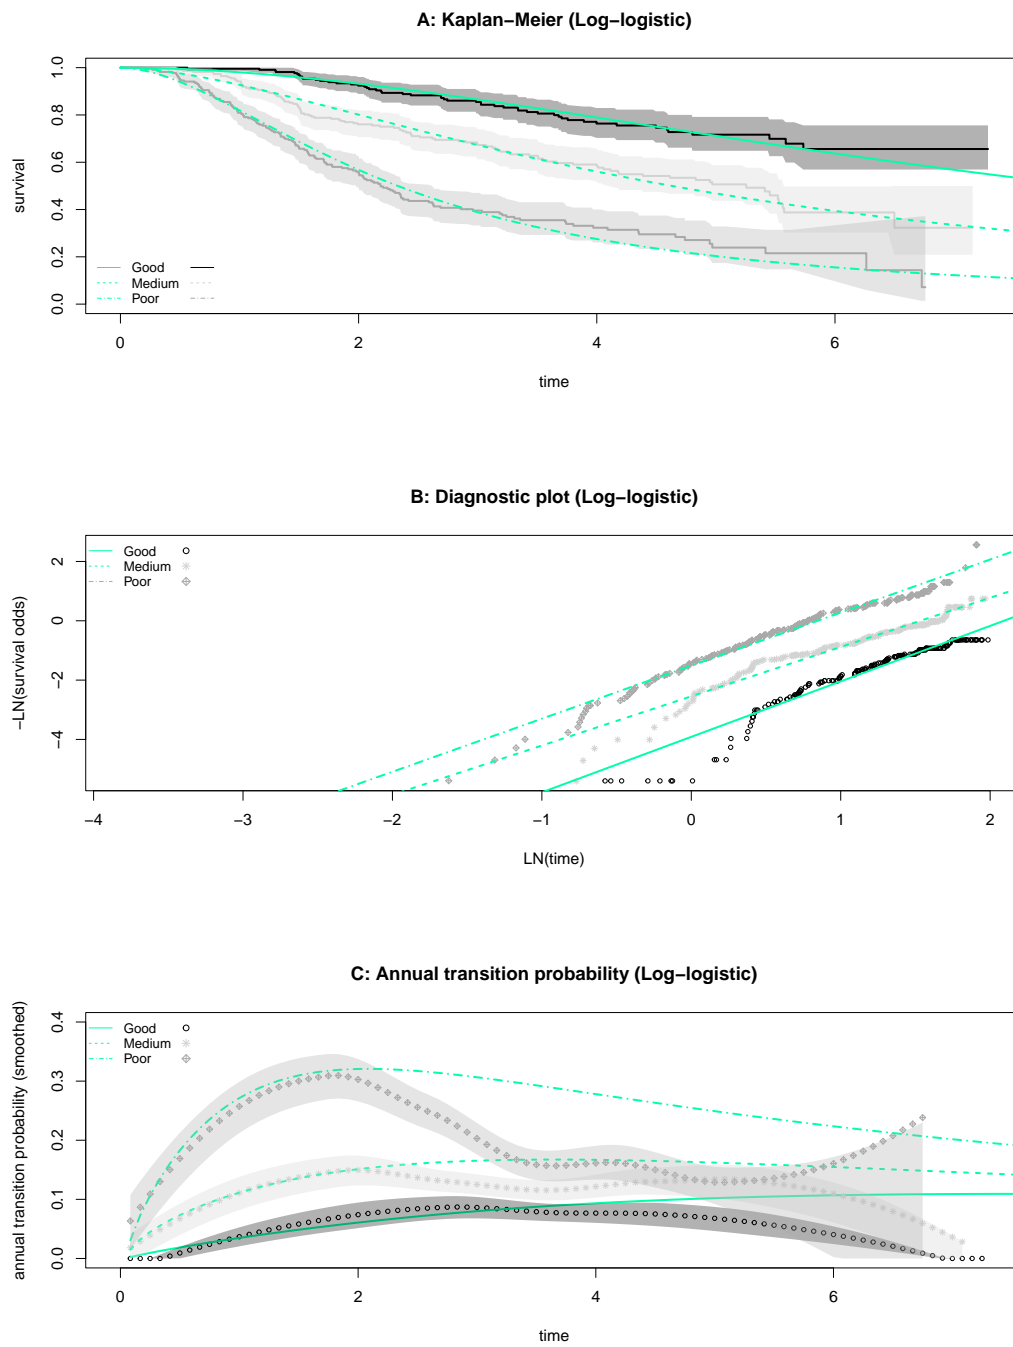 A: Kaplan−Meier (Log−logistic)
survival
0.0 0.2 0.4 0.6 0.8 1.0
Good
Medium
Poor
0 2 4 6
time
B: Diagnostic plot (Log−logistic)
−LN(survival odds)
−4 −2 0 2
Good
Medium
Poor
−4 −3 −2 −1 0 1 2
LN(time)
C: Annual transition probability (Log−logistic)
annual transition probability (smoothed)
0.0 0.1 0.2 0.3 0.4
Good
Medium
Poor
0 2 4 6
time